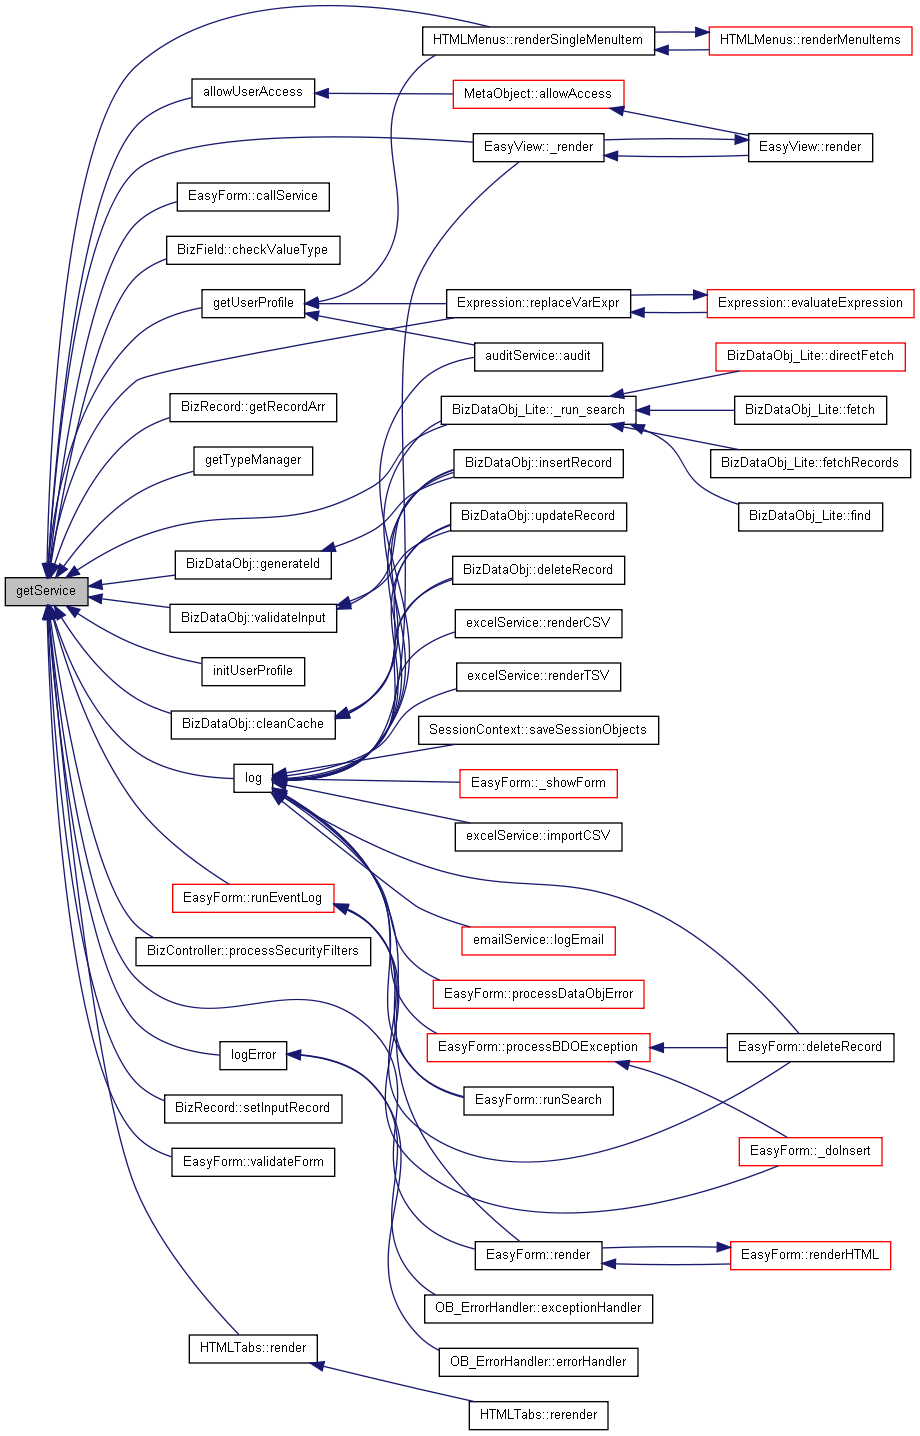 HTMLMenus::renderSingleMenuItem
HTMLMenus::renderMenuItems
allowUserAccess
MetaObject::allowAccess
EasyView::_render
EasyView::render
EasyForm::callService
BizField::checkValueType
getUserProfile
Expression::replaceVarExpr
Expression::evaluateExpression
auditService::audit
BizDataObj_Lite::directFetch
BizRecord::getRecordArr
BizDataObj_Lite::_run_search
BizDataObj_Lite::fetch
getTypeManager
BizDataObj::insertRecord
BizDataObj_Lite::fetchRecords
BizDataObj::updateRecord
BizDataObj_Lite::find
BizDataObj::generateId
BizDataObj::deleteRecord
getService
BizDataObj::validateInput
excelService::renderCSV
initUserProfile
excelService::renderTSV
BizDataObj::cleanCache
SessionContext::saveSessionObjects
log
EasyForm::_showForm
excelService::importCSV
EasyForm::runEventLog
emailService::logEmail
BizController::processSecurityFilters
EasyForm::processDataObjError
logError
EasyForm::processBDOException
EasyForm::deleteRecord
BizRecord::setInputRecord
EasyForm::runSearch
EasyForm::validateForm
EasyForm::_doInsert
EasyForm::render
EasyForm::renderHTML
OB_ErrorHandler::exceptionHandler
HTMLTabs::render
OB_ErrorHandler::errorHandler
HTMLTabs::rerender